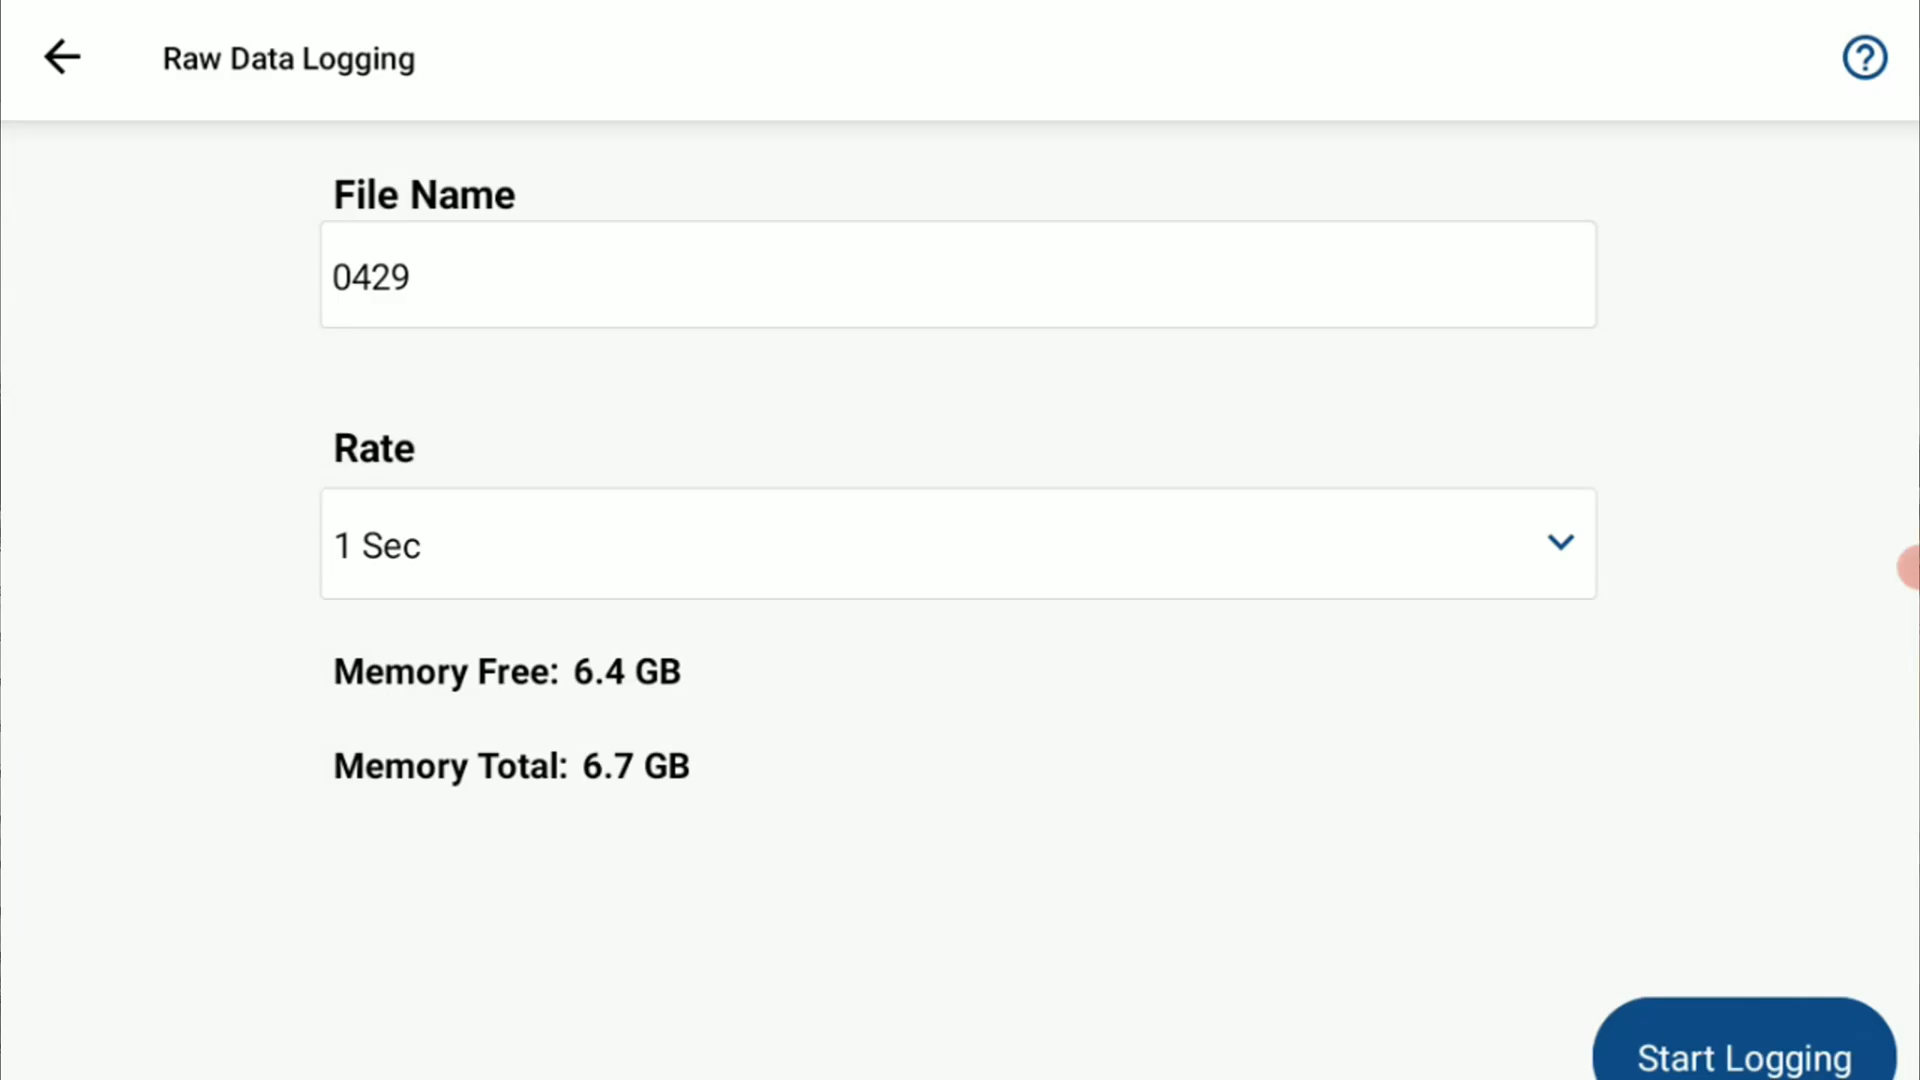 Raw Data Logging
File Name
0429
Rate
1 Sec
Memory Free: 6.4 GB
Memory Total: 6.7 GB
Start Logging